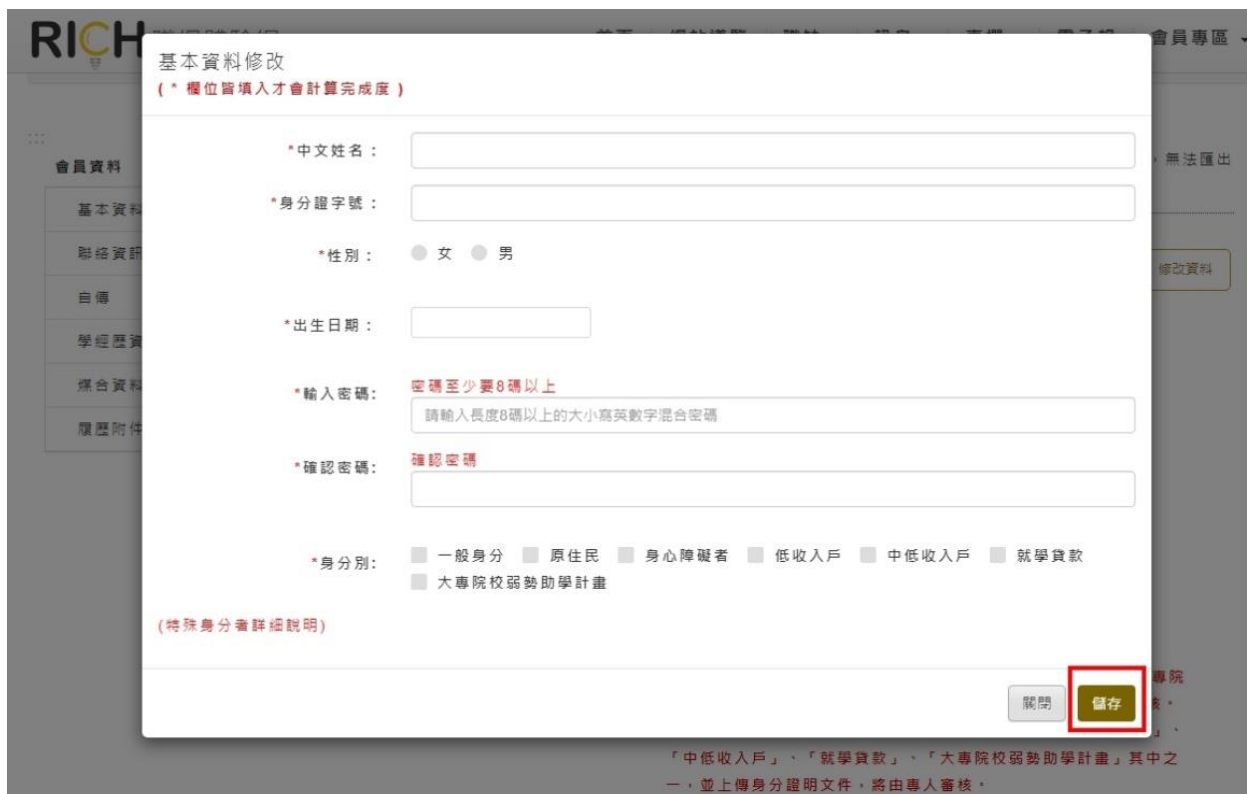 RICH
會員專區
基本資料修改
( * 欄位皆填入才會計算完成度 )
*中文姓名：
*身分證字號：
*性別：
女 男
*出生日期：
*輸入密碼:
密碼至少要8碼以上
請輸入長度8碼以上的大小寫英數字混合密碼
*確認密碼:
確認密碼
*身分別:
一般身分 原住民 身心障礙者 低收入戶 中低收入戶 就學貸款
大專院校弱勢助學計畫
(特殊身分者詳細說明)
關閉 儲存
:::
會員資料
基本資料
聯絡資訊
自傳
學經歷資
媒合資料
履歷附件
，無法匯出
修改資料
專院
」、
「中低收入戶」、「就學貸款」、「大專院校弱勢助學計畫」其中之
一，並上傳身分證明文件，將由專人審核。